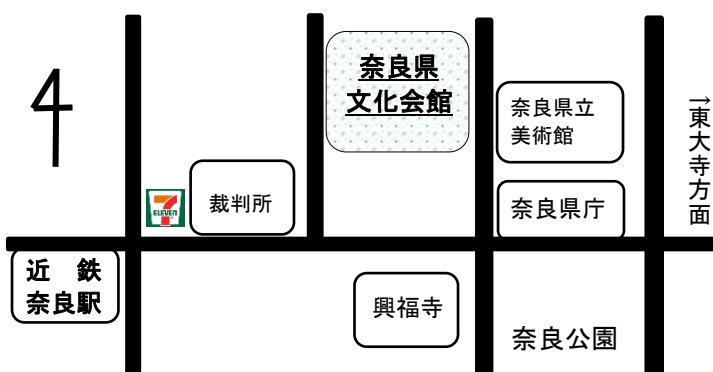 奈良県
文化会館
奈良県立
美術館
→東大寺方面
7
ELEVEN
裁判所
奈良県庁
近　鉄
奈良駅
興福寺
奈良公園